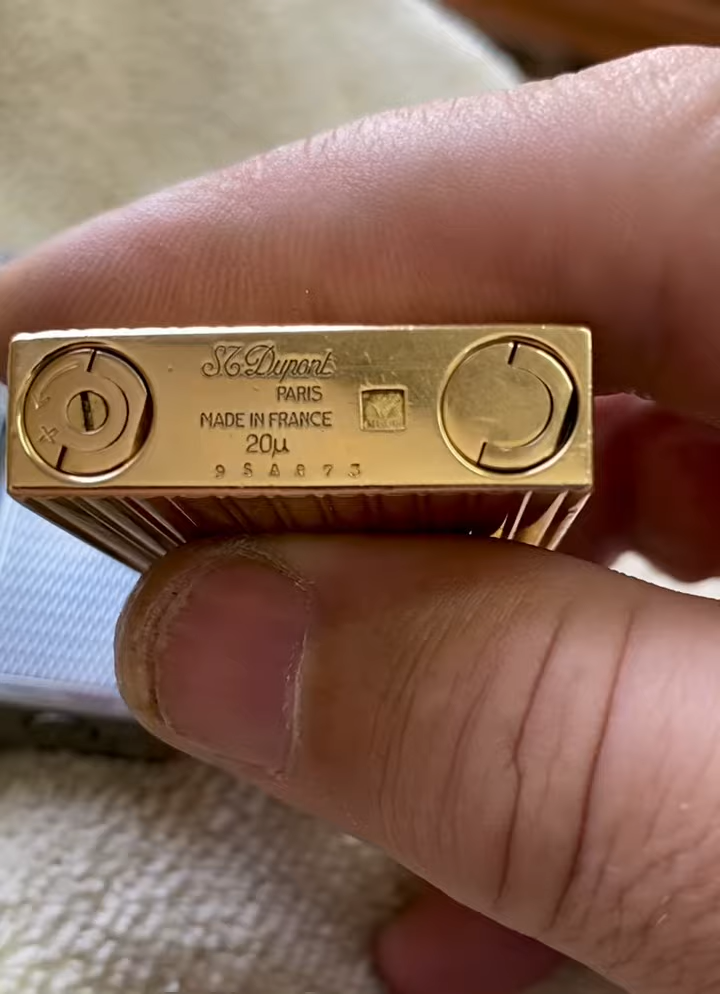 S.T. Dupont
PARIS
MADE IN FRANCE
20µ
9SA873
+
-